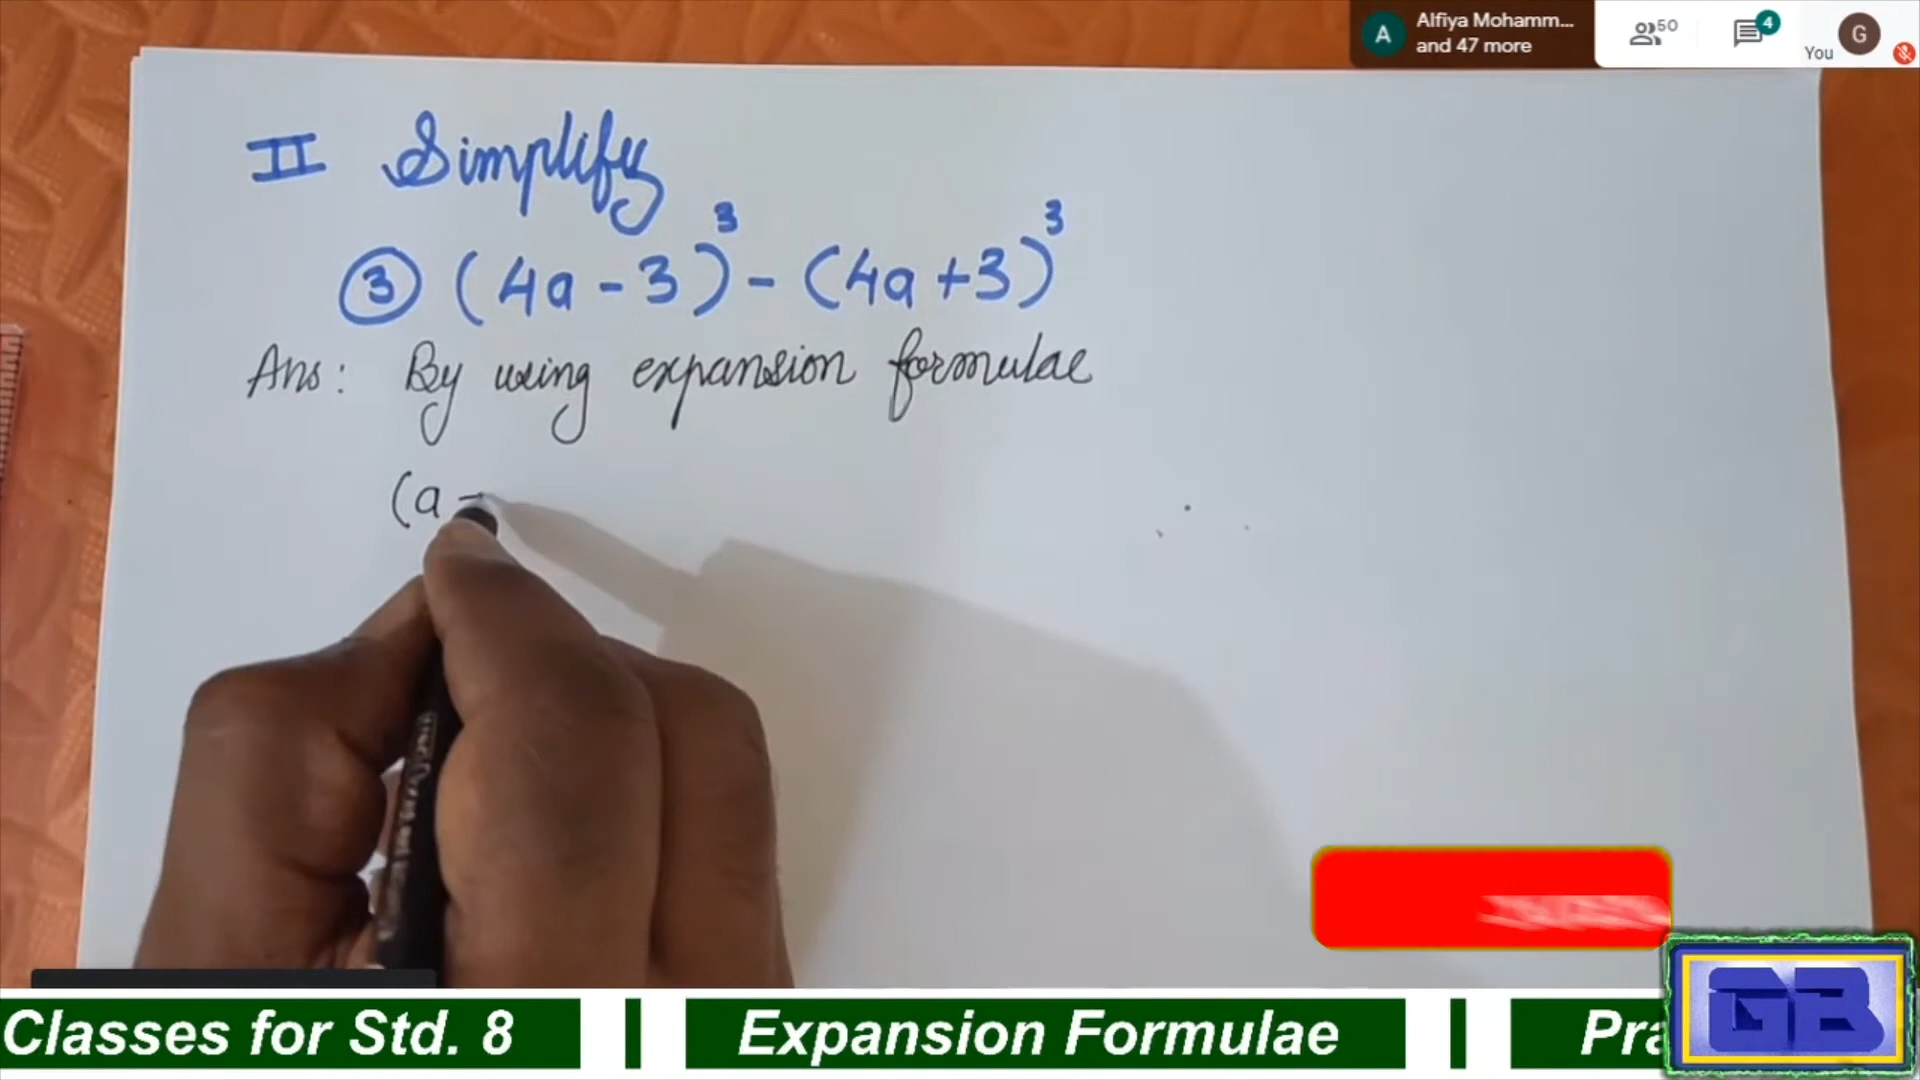 Alfiya Mohamm...
and 47 more
A
50
4
You
G
II Simplify
③ (4a - 3)³ - (4a + 3)³
Ans: By using expansion formulae
(a -
Classes for Std. 8 | Expansion Formulae | Pra
GB